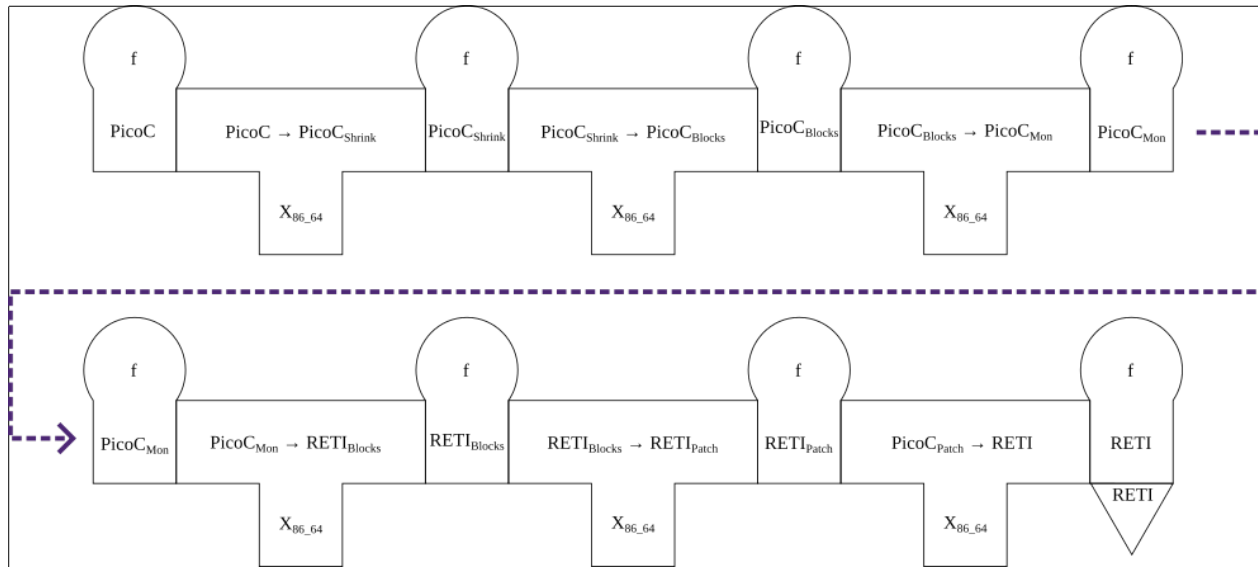 f
f
f
f
PicoC
PicoC → PicoC_Shrink
PicoC_Shrink
PicoC_Shrink → PicoC_Blocks
PicoC_Blocks
PicoC_Blocks → PicoC_Mon
PicoC_Mon
X_86_64
X_86_64
X_86_64
f
f
f
f
PicoC_Mon
PicoC_Mon → RETI_Blocks
RETI_Blocks
RETI_Blocks → RETI_Patch
RETI_Patch
PicoC_Patch → RETI
RETI
RETI
X_86_64
X_86_64
X_86_64